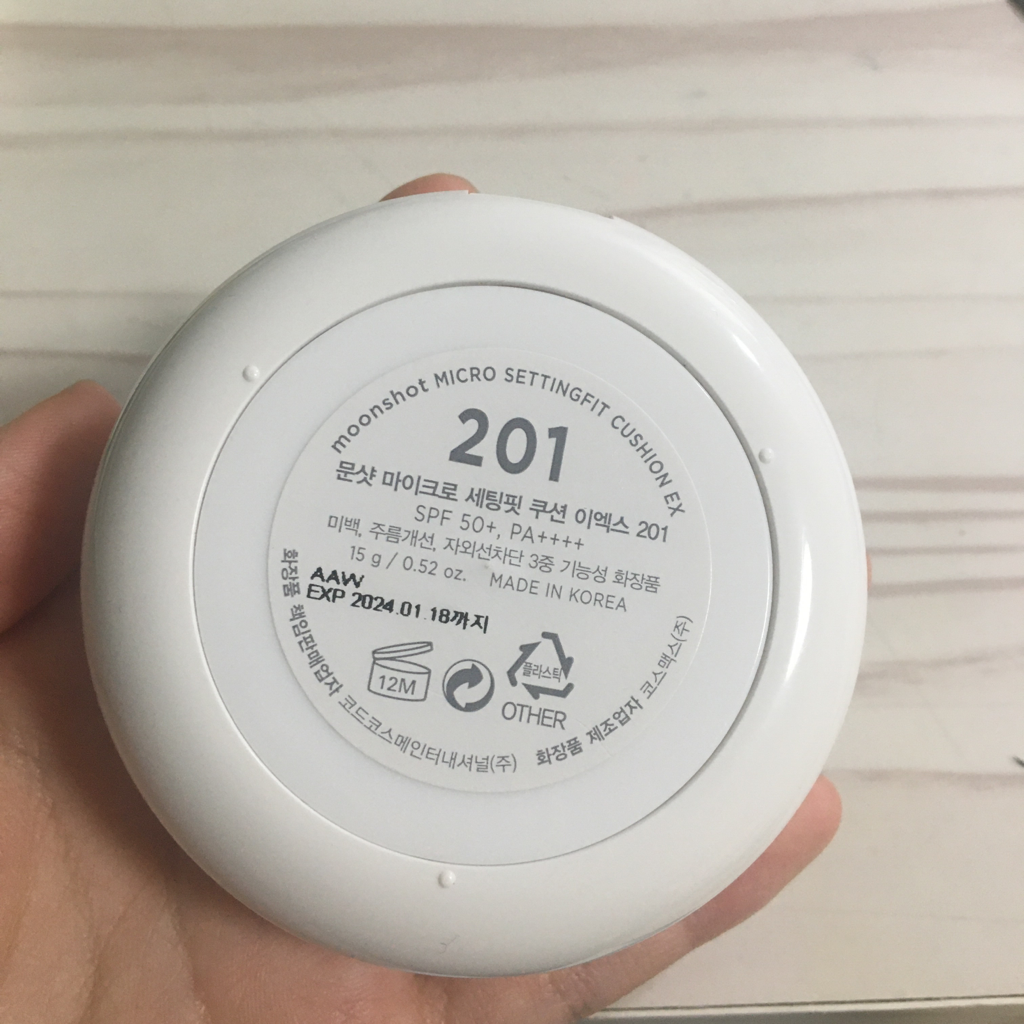 moonshot MICRO SETTINGFIT CUSHION EX
201
문샷 마이크로 세팅핏 쿠션 이엑스 201
SPF 50+, PA++++
미백, 주름개선, 자외선차단 3중 기능성 화장품
15 g / 0.52 oz. MADE IN KOREA
AAW
EXP 2024.01.18까지
12M
플라스틱
OTHER
화장품 책임판매업자 코드코스메인터내셔널(주) 화장품 제조업자 코스맥스(주)